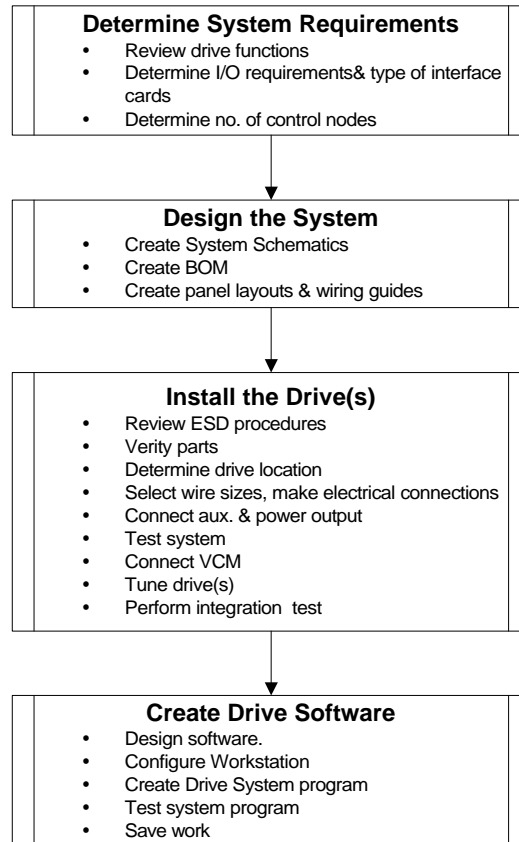 Determine System Requirements
• Review drive functions
• Determine I/O requirements& type of interface
cards
• Determine no. of control nodes
Design the System
• Create System Schematics
• Create BOM
• Create panel layouts & wiring guides
Install the Drive(s)
• Review ESD procedures
• Verity parts
• Determine drive location
• Select wire sizes, make electrical connections
• Connect aux. & power output
• Test system
• Connect VCM
• Tune drive(s)
• Perform integration test
Create Drive Software
• Design software.
• Configure Workstation
• Create Drive System program
• Test system program
• Save work